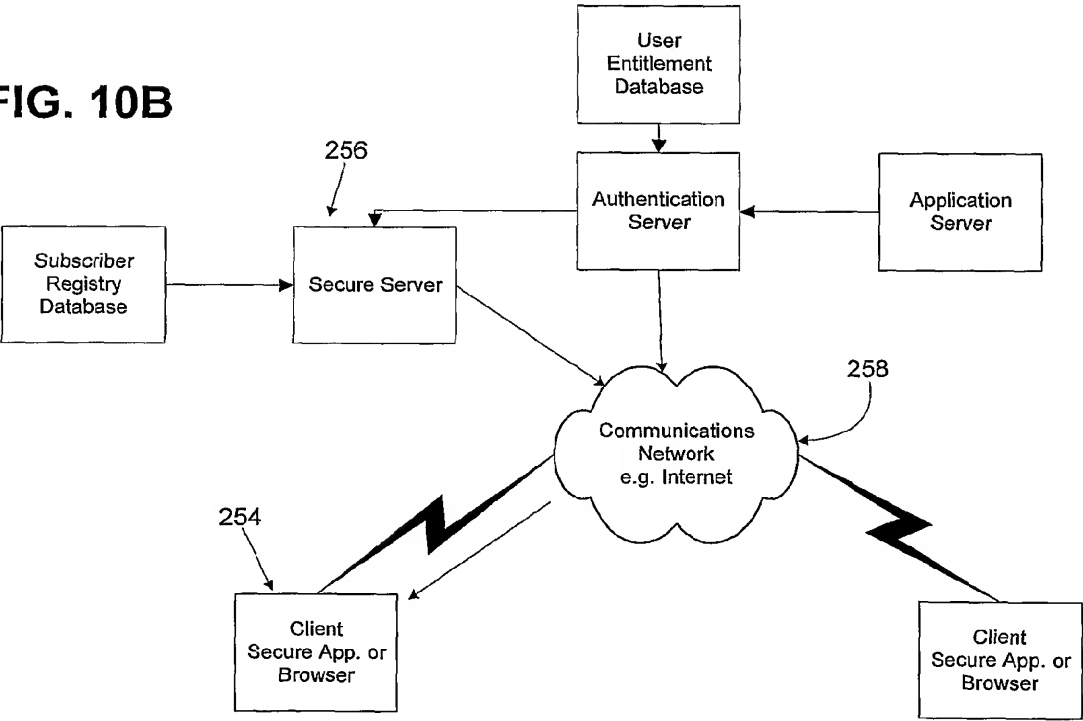 FIG. 10B
User
Entitlement
Database
256
Authentication
Server
Application
Server
Subscriber
Registry
Database
Secure Server
258
Communications
Network
e.g. Internet
254
Client
Secure App. or
Browser
Client
Secure App. or
Browser